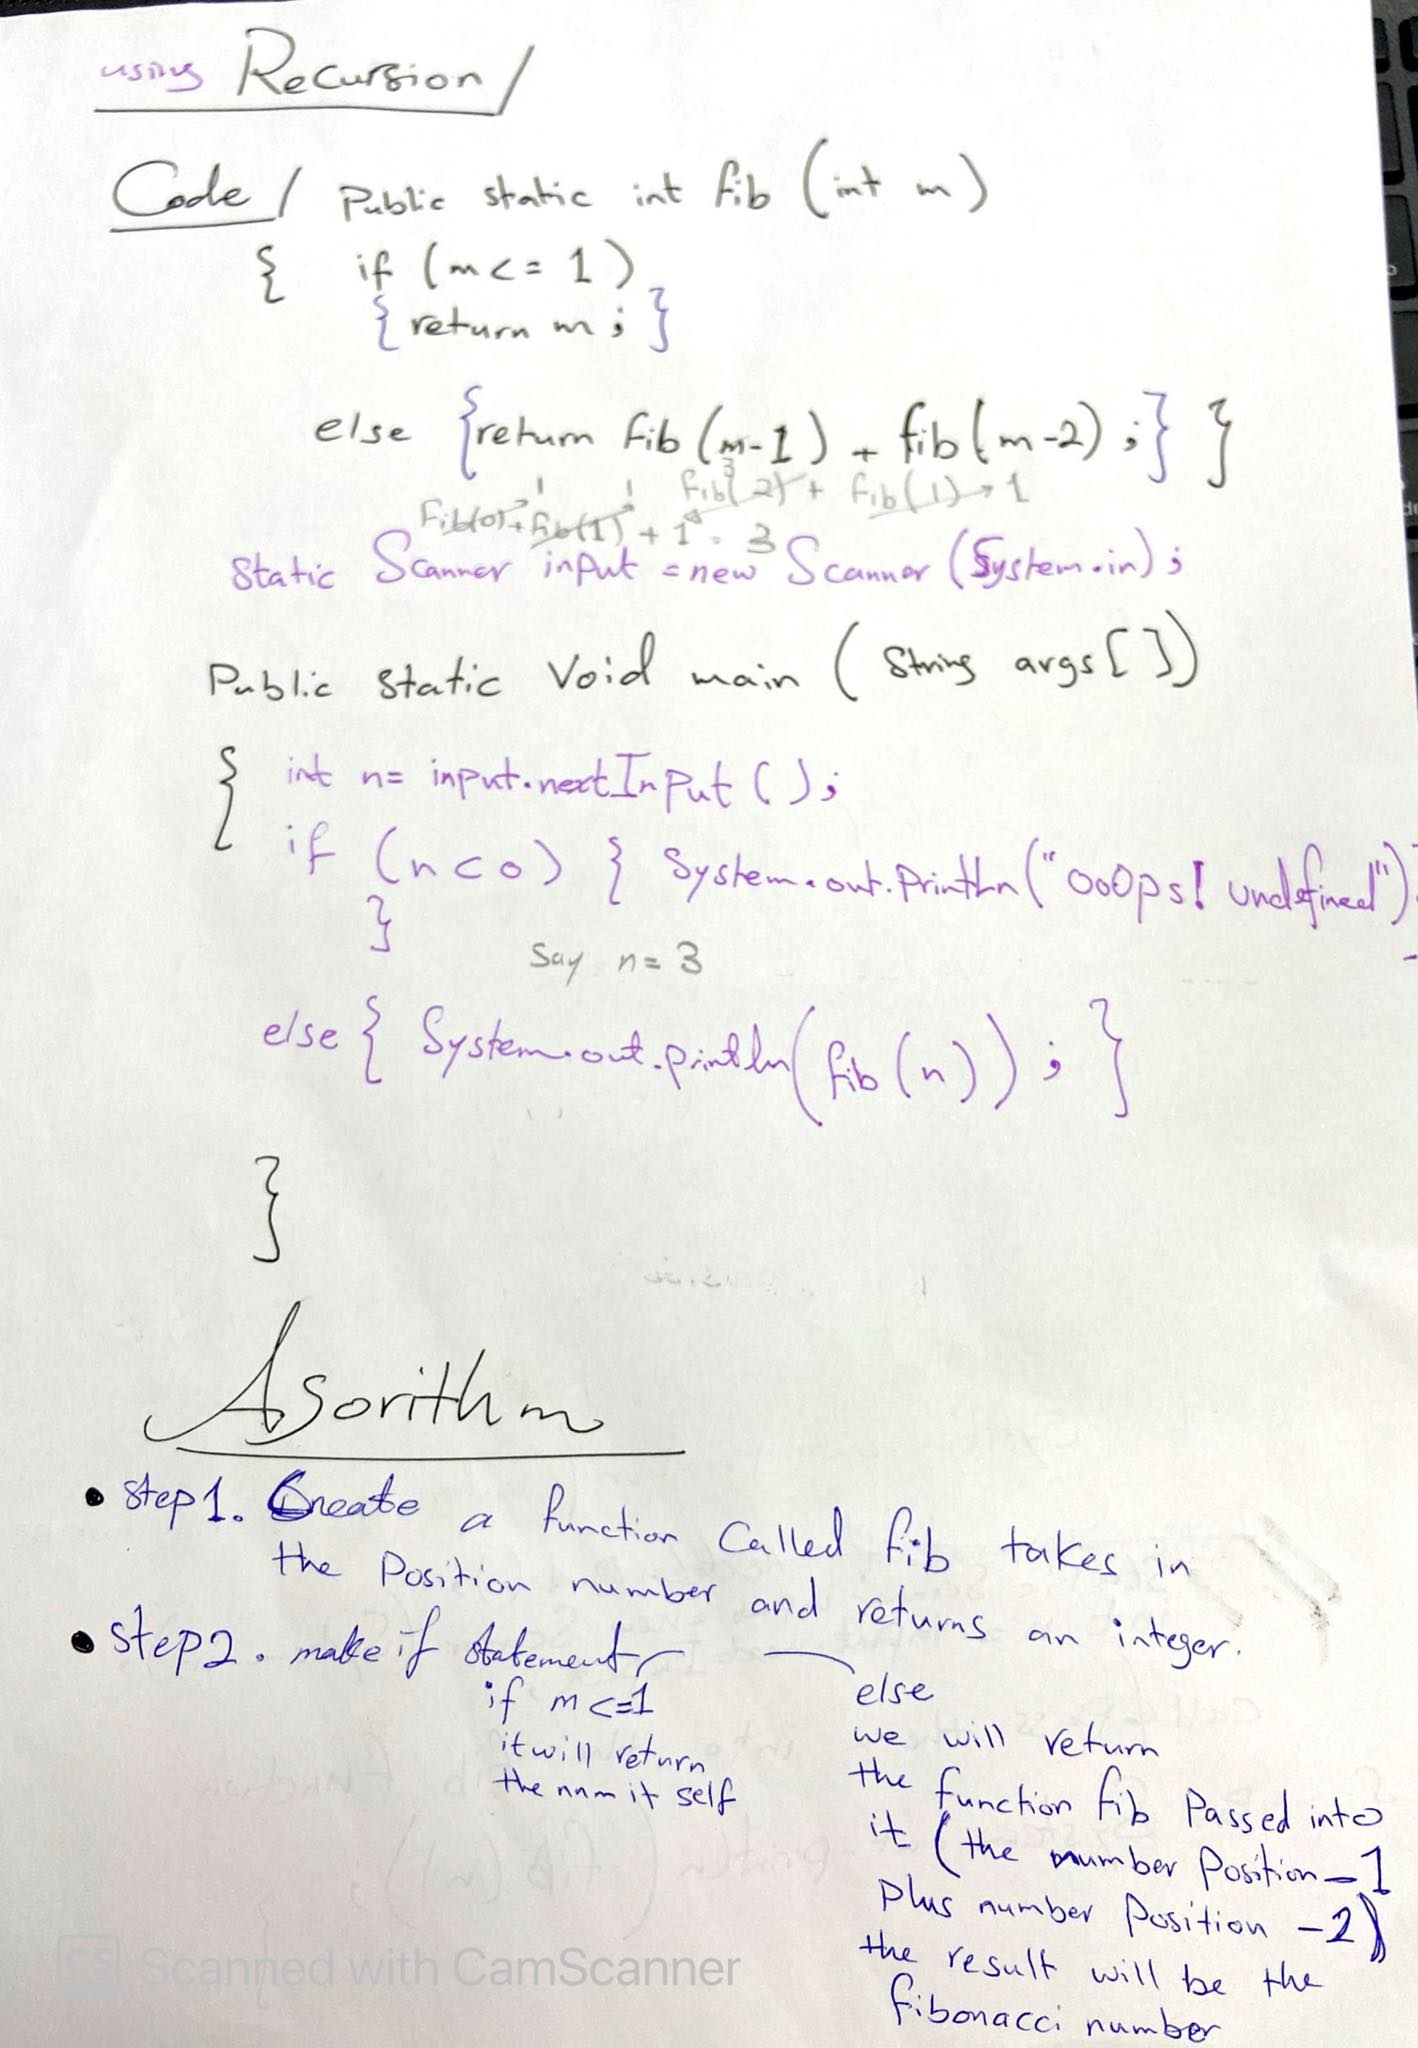 using Recursion /
Code / Public static int fib (int m)
{ if (m <= 1)
{ return m ; }
else { return fib (m-1) + fib (m-2) ; } }
3
1 1 fib(2) + fib(1) → 1
Fib(0) + fib(1) + 1 = 3
Static Scanner input = new Scanner (System.in) ;
Public static Void main ( String args [ ] )
{ int n = input.nextInPut ( ) ;
if (n < 0) { System.out.Println ("OoOps! undefined")
}
Say n = 3
else { System.out.println ( fib (n) ) ; }
}
Asorithm
• Step 1. Create a function Called fib takes in
the Position number and returns an integer.
• Step 2. make if statement
if m <= 1
it will return
the num it self
else
we will return
the function fib Passed into
it ( the number Position - 1
Plus number Position - 2 )
the result will be the
fibonacci number
CS Scanned with CamScanner